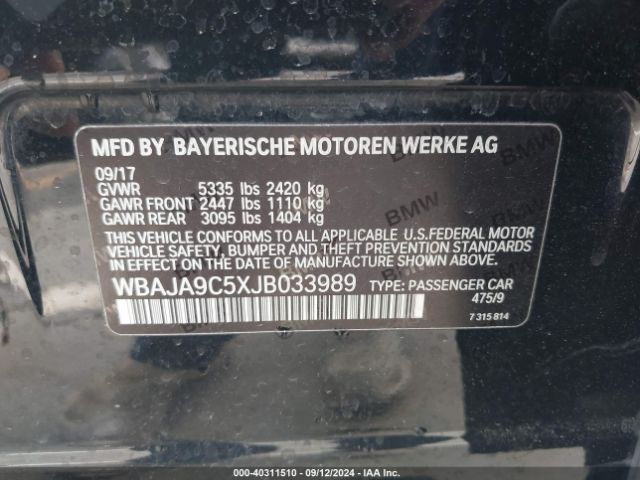 MFD BY BAYERISCHE MOTOREN WERKE AG
09/17
GVWR 5335 lbs 2420 kg
GAWR FRONT 2447 lbs 1110 kg
GAWR REAR 3095 lbs 1404 kg
THIS VEHICLE CONFORMS TO ALL APPLICABLE U.S.FEDERAL MOTOR
VEHICLE SAFETY, BUMPER AND THEFT PREVENTION STANDARDS
IN EFFECT ON THE DATE OF MANUFACTURE SHOWN ABOVE.
WBAJA9C5XJB033989 TYPE: PASSENGER CAR
475/9
7 315 814
000-40311510 - 09/12/2024 - IAA Inc.